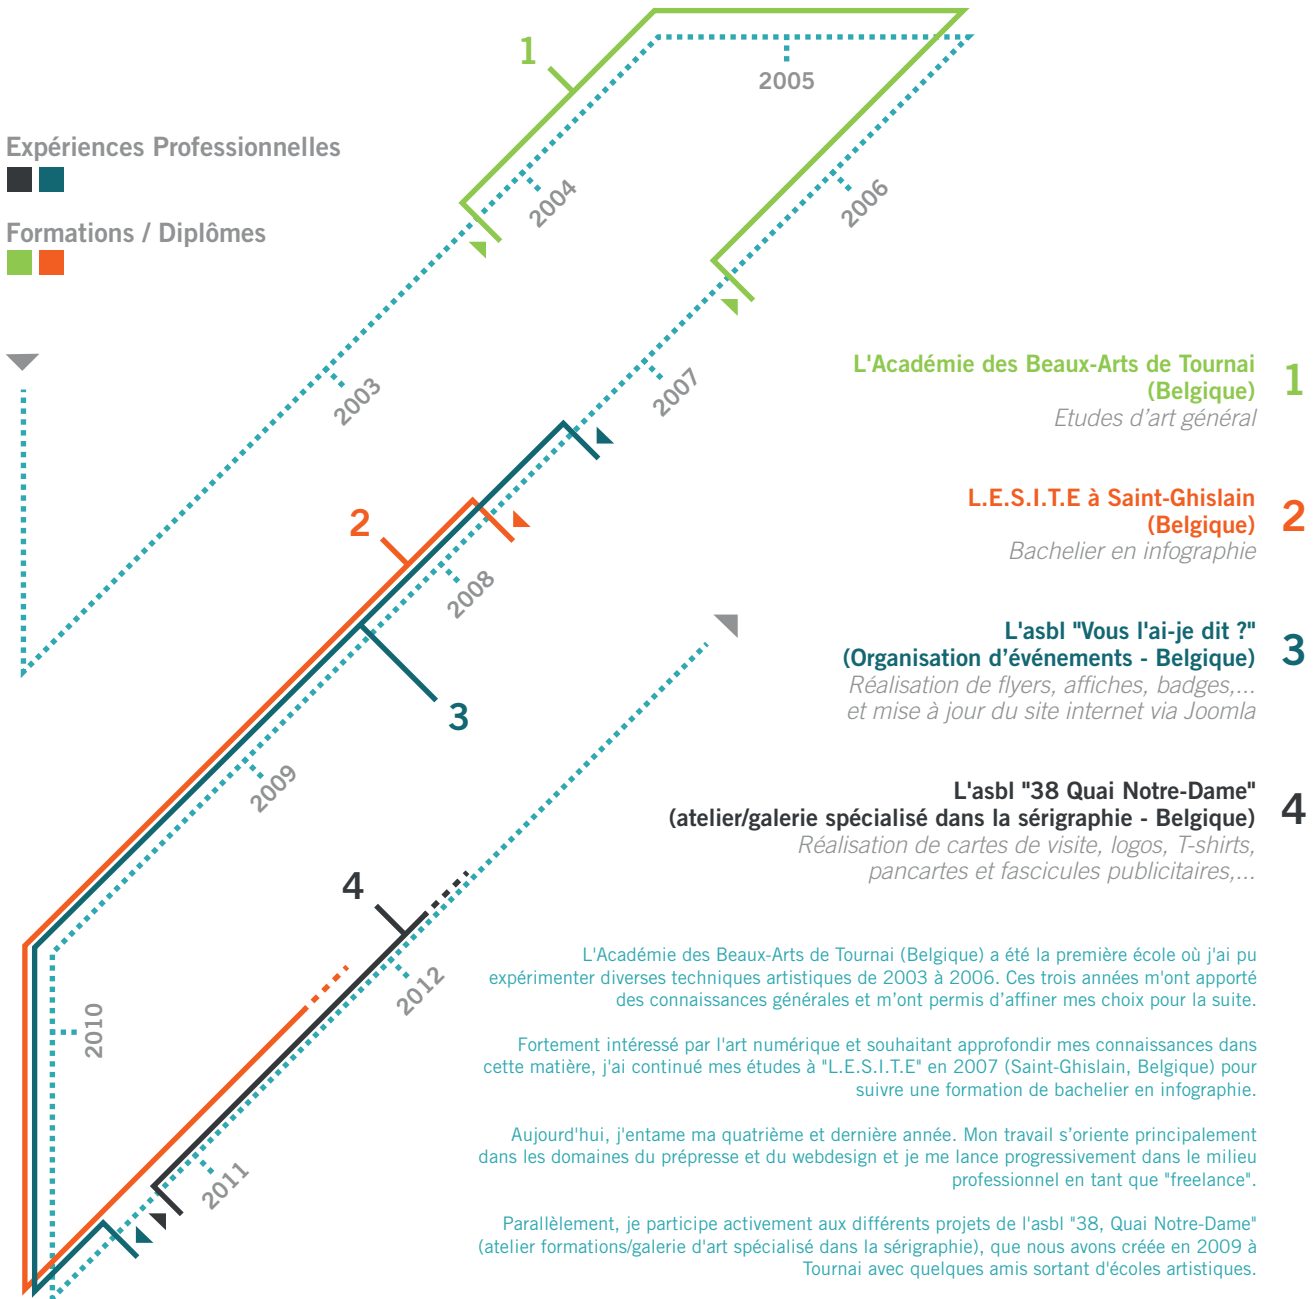 1
2005
Expériences Professionnelles
2004
2006
Formations / Diplômes
2003
2007
L'Académie des Beaux-Arts de Tournai
(Belgique)
Etudes d’art général
1
2
2008
L.E.S.I.T.E à Saint-Ghislain
(Belgique)
Bachelier en infographie
2
L'asbl "Vous l'ai-je dit ?"
(Organisation d’événements - Belgique)
Réalisation de flyers, affiches, badges,...
et mise à jour du site internet via Joomla
3
3
2009
L'asbl "38 Quai Notre-Dame"
(atelier/galerie spécialisé dans la sérigraphie - Belgique)
Réalisation de cartes de visite, logos, T-shirts,
pancartes et fascicules publicitaires,...
4
4
2012
2010
2011
L'Académie des Beaux-Arts de Tournai (Belgique) a été la première école où j'ai pu
expérimenter diverses techniques artistiques de 2003 à 2006. Ces trois années m'ont apporté
des connaissances générales et m’ont permis d’affiner mes choix pour la suite.
Fortement intéressé par l'art numérique et souhaitant approfondir mes connaissances dans
cette matière, j'ai continué mes études à "L.E.S.I.T.E" en 2007 (Saint-Ghislain, Belgique) pour
suivre une formation de bachelier en infographie.
Aujourd'hui, j'entame ma quatrième et dernière année. Mon travail s’oriente principalement
dans les domaines du prépresse et du webdesign et je me lance progressivement dans le milieu
professionnel en tant que "freelance".
Parallèlement, je participe activement aux différents projets de l'asbl "38, Quai Notre-Dame"
(atelier formations/galerie d'art spécialisé dans la sérigraphie), que nous avons créée en 2009 à
Tournai avec quelques amis sortant d'écoles artistiques.